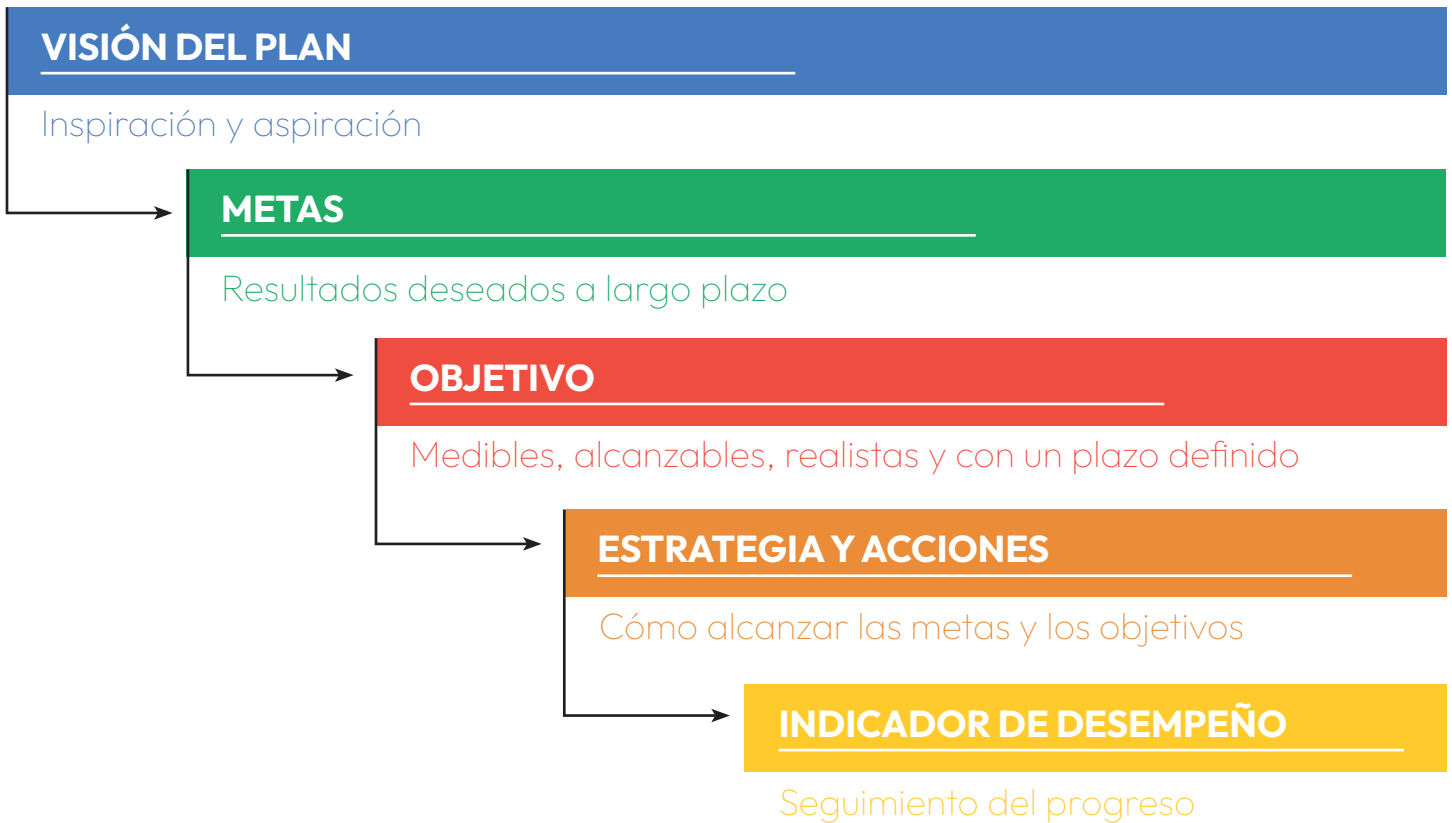 VISIÓN DEL PLAN
Inspiración y aspiración
METAS
Resultados deseados a largo plazo
OBJETIVO
Medibles, alcanzables, realistas y con un plazo definido
ESTRATEGIA Y ACCIONES
Cómo alcanzar las metas y los objetivos
INDICADOR DE DESEMPEÑO
Seguimiento del progreso